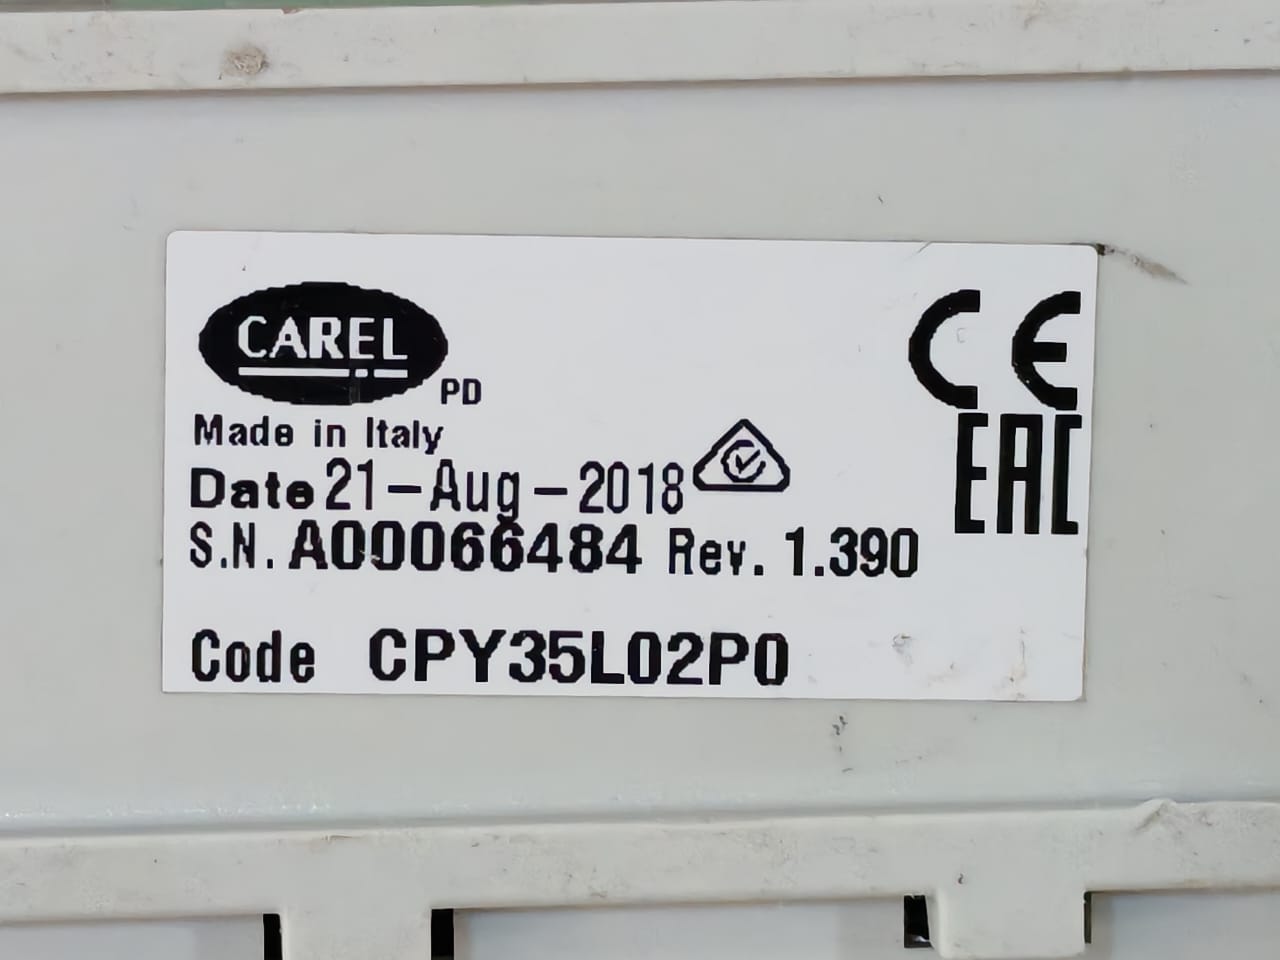 CAREL PD
CE
EAC
Made in Italy
Date 21-Aug-2018
S.N. A00066484 Rev. 1.390
Code CPY35L02P0